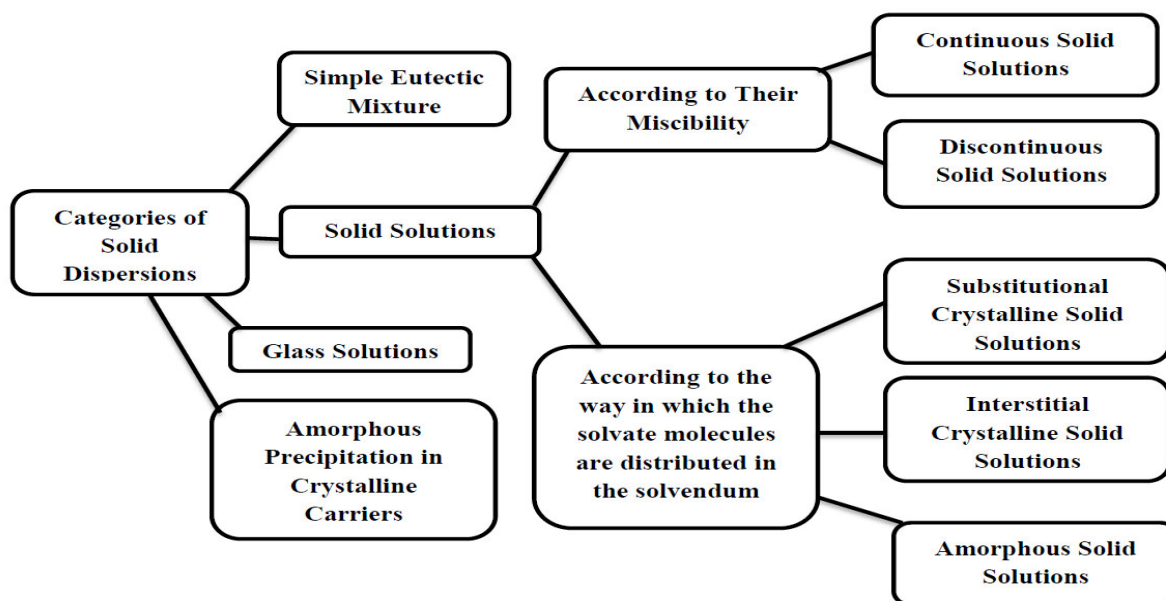 Categories of
Solid
Dispersions
Simple Eutectic
Mixture
Solid Solutions
Glass Solutions
Amorphous
Precipitation in
Crystalline
Carriers
According to Their
Miscibility
Continuous Solid
Solutions
Discontinuous
Solid Solutions
According to the
way in which the
solvate molecules
are distributed in
the solvendum
Substitutional
Crystalline Solid
Solutions
Interstitial
Crystalline Solid
Solutions
Amorphous Solid
Solutions